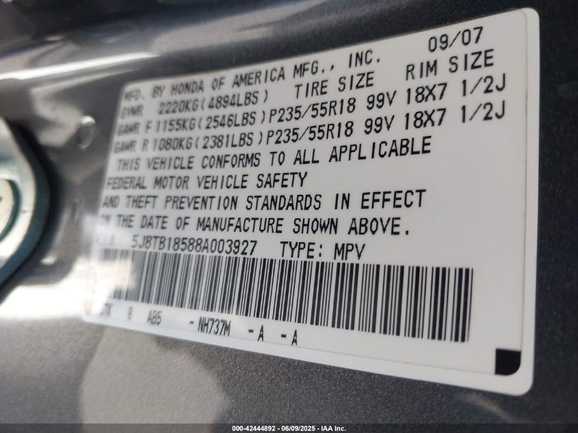 09/07
MFD. BY HONDA OF AMERICA MFG., INC.
GVWR 2220KG(4894LBS) TIRE SIZE RIM SIZE
GAWR F1155KG(2546LBS)P235/55R18 99V 18X7 1/2J
GAWR R1080KG(2381LBS)P235/55R18 99V 18X7 1/2J
THIS VEHICLE CONFORMS TO ALL APPLICABLE
FEDERAL MOTOR VEHICLE SAFETY
AND THEFT PREVENTION STANDARDS IN EFFECT
ON THE DATE OF MANUFACTURE SHOWN ABOVE.
5J8TB18588A003927 TYPE: MPV
NH737M -A -A
000-42444892 - 06/09/2025 - IAA Inc.